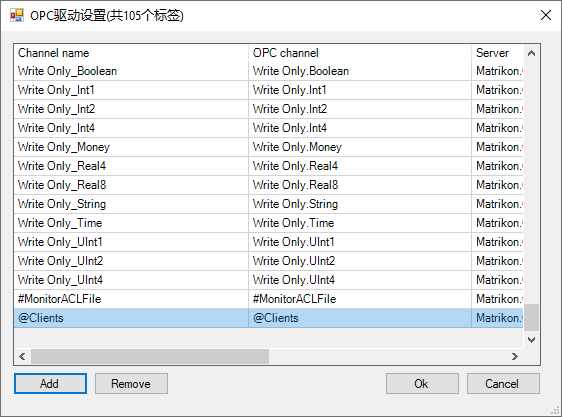 OPC驱动设置(共105个标签)
Channel name OPC channel Server
Write Only_Boolean Write Only.Boolean Matrikon.
Write Only_Int1 Write Only.Int1 Matrikon.
Write Only_Int2 Write Only.Int2 Matrikon.
Write Only_Int4 Write Only.Int4 Matrikon.
Write Only_Money Write Only.Money Matrikon.
Write Only_Real4 Write Only.Real4 Matrikon.
Write Only_Real8 Write Only.Real8 Matrikon.
Write Only_String Write Only.String Matrikon.
Write Only_Time Write Only.Time Matrikon.
Write Only_UInt1 Write Only.UInt1 Matrikon.
Write Only_UInt2 Write Only.UInt2 Matrikon.
Write Only_UInt4 Write Only.UInt4 Matrikon.
#MonitorACLFile #MonitorACLFile Matrikon.
@Clients @Clients Matrikon.
Add Remove Ok Cancel